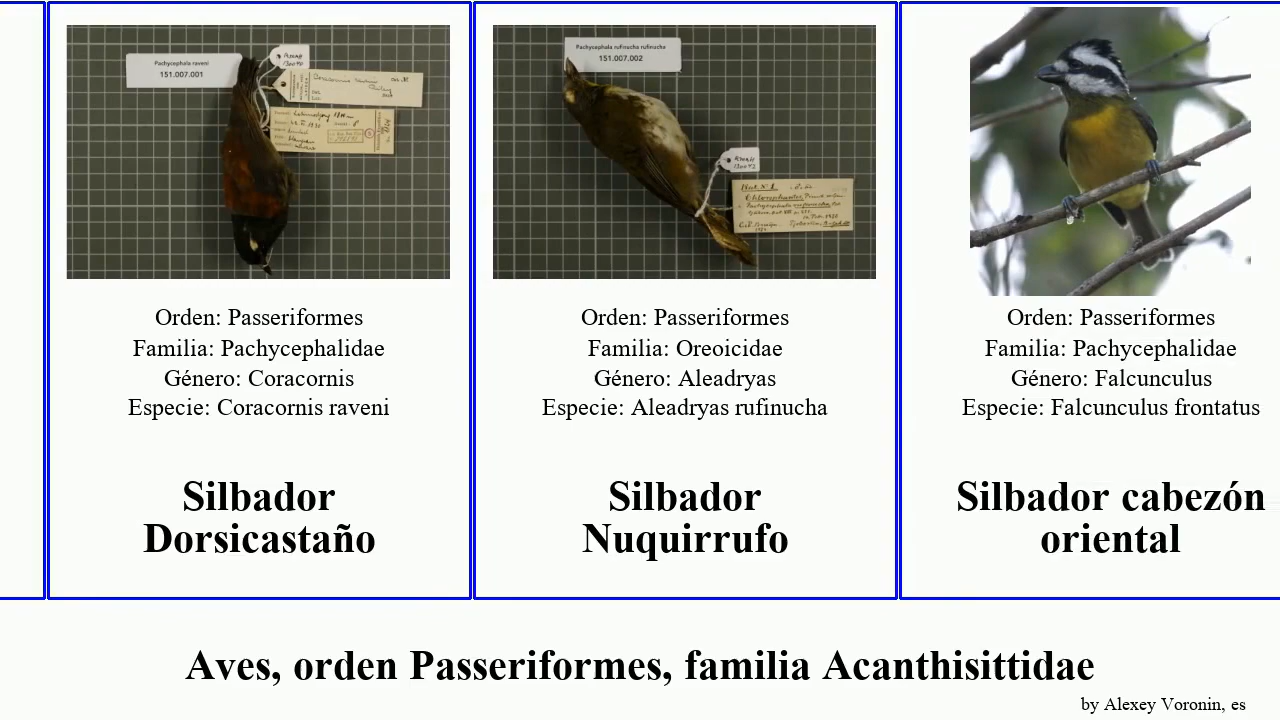 Pachycephala raveni
151.007.001
Pachycephala rufinucha rufinucha
151.007.002
Orden: Passeriformes
Familia: Pachycephalidae
Género: Coracornis
Especie: Coracornis raveni
Silbador
Dorsicastaño
Orden: Passeriformes
Familia: Oreoicidae
Género: Aleadryas
Especie: Aleadryas rufinucha
Silbador
Nuquirrufo
Orden: Passeriformes
Familia: Pachycephalidae
Género: Falcunculus
Especie: Falcunculus frontatus
Silbador cabezón
oriental
Aves, orden Passeriformes, familia Acanthisittidae
by Alexey Voronin, es